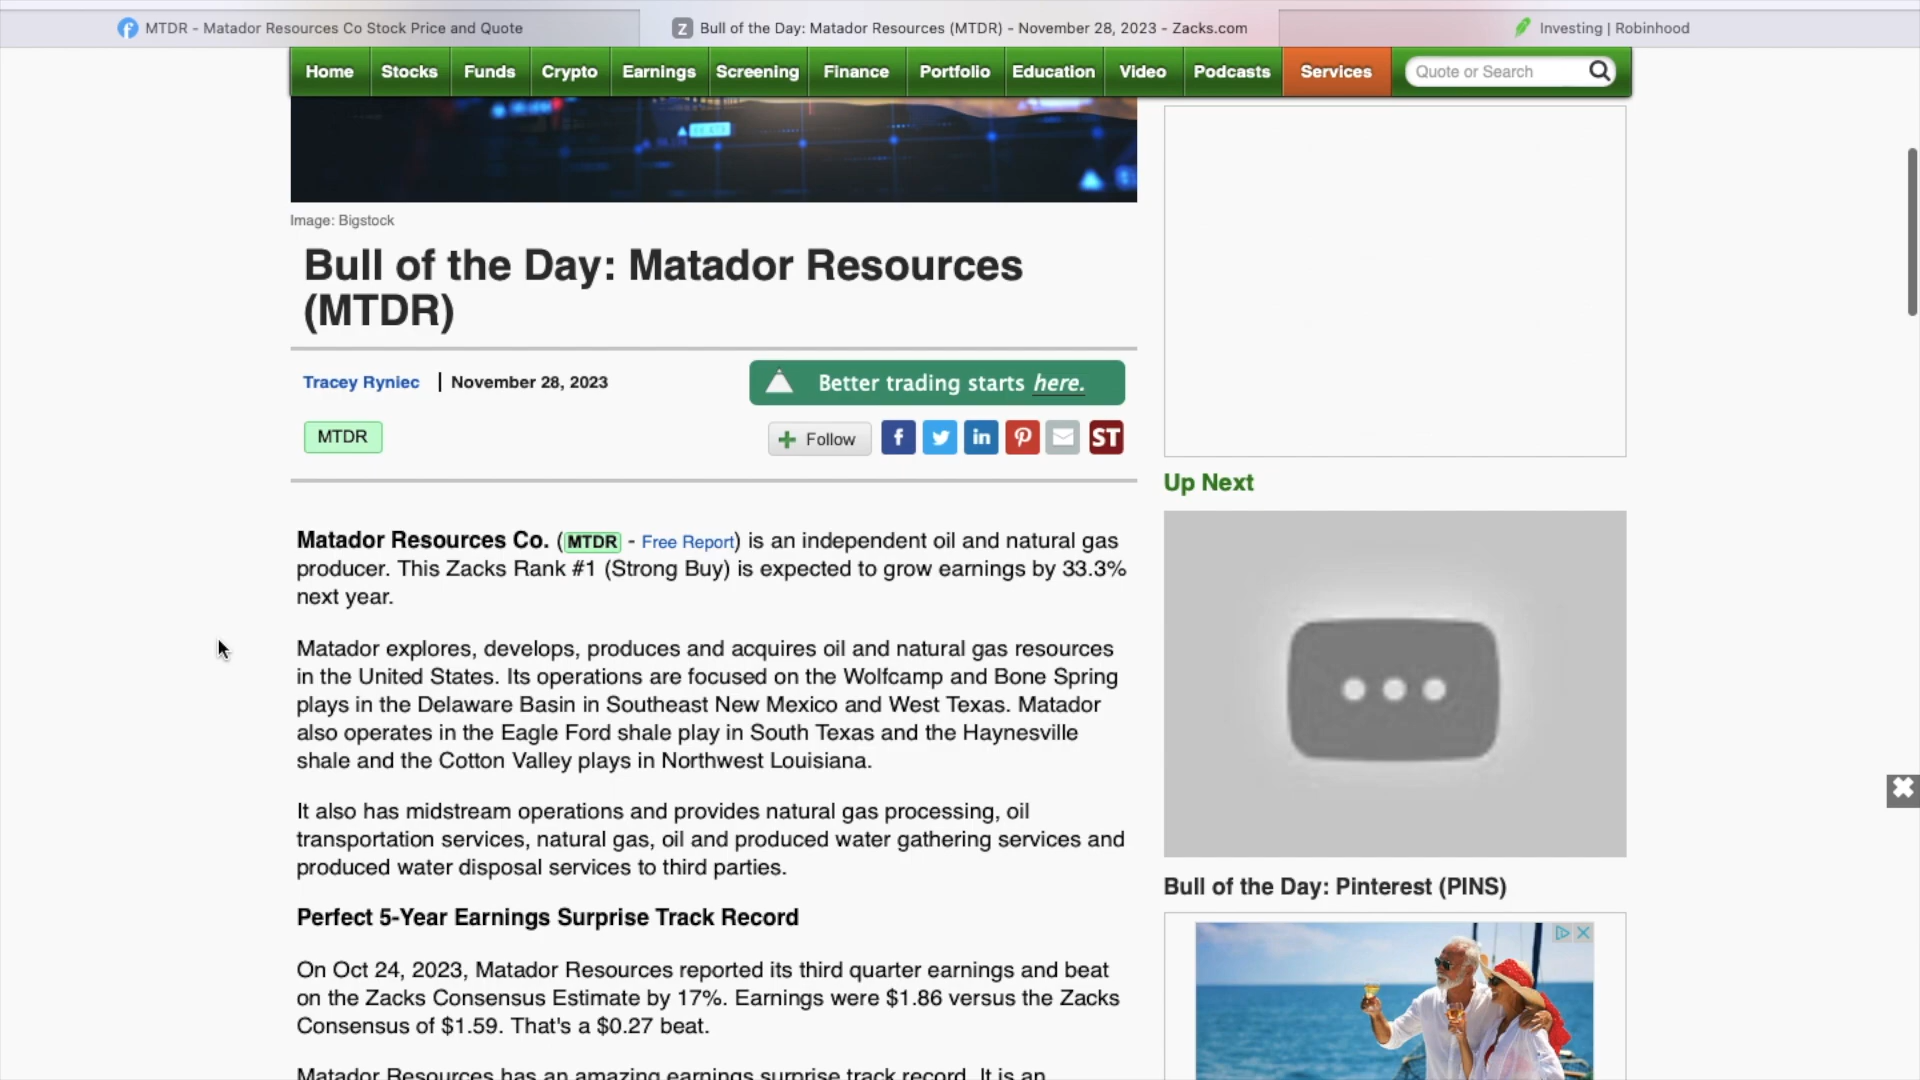 MTDR - Matador Resources Co Stock Price and Quote
Z Bull of the Day: Matador Resources (MTDR) - November 28, 2023 - Zacks.com
Investing | Robinhood
Home Stocks Funds Crypto Earnings Screening Finance Portfolio Education Video Podcasts Services Quote or Search
Image: Bigstock
Bull of the Day: Matador Resources
(MTDR)
Tracey Ryniec | November 28, 2023
Better trading starts here.
MTDR
Follow
ST
Matador Resources Co. (MTDR - Free Report) is an independent oil and natural gas
producer. This Zacks Rank #1 (Strong Buy) is expected to grow earnings by 33.3%
next year.
Matador explores, develops, produces and acquires oil and natural gas resources
in the United States. Its operations are focused on the Wolfcamp and Bone Spring
plays in the Delaware Basin in Southeast New Mexico and West Texas. Matador
also operates in the Eagle Ford shale play in South Texas and the Haynesville
shale and the Cotton Valley plays in Northwest Louisiana.
It also has midstream operations and provides natural gas processing, oil
transportation services, natural gas, oil and produced water gathering services and
produced water disposal services to third parties.
Perfect 5-Year Earnings Surprise Track Record
On Oct 24, 2023, Matador Resources reported its third quarter earnings and beat
on the Zacks Consensus Estimate by 17%. Earnings were $1.86 versus the Zacks
Consensus of $1.59. That's a $0.27 beat.
Matador Resources has an amazing earnings surprise track record. It is an
Up Next
Bull of the Day: Pinterest (PINS)